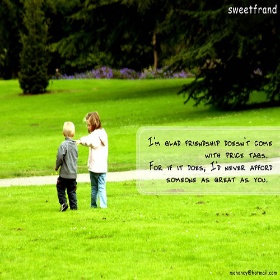 sweetfrand
I'm glad friendship doesn't come
with price tags.
For if it does, I'd never afford
someone as great as you.